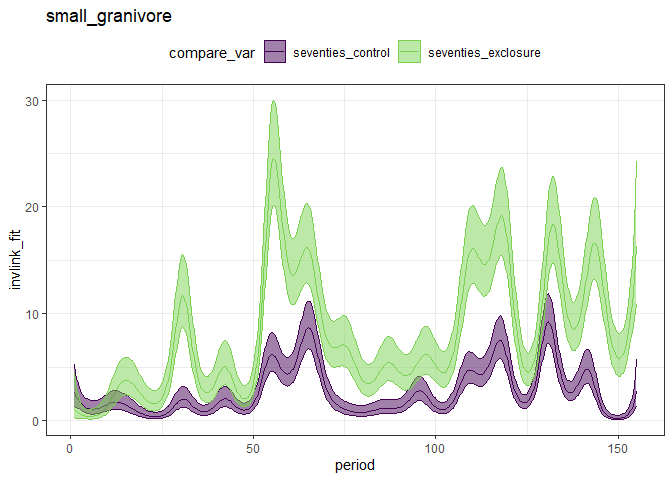 small_granivore
compare_var seventies_control seventies_exclosure
30
20
10
0
invlink_fit
0 50 100 150
period